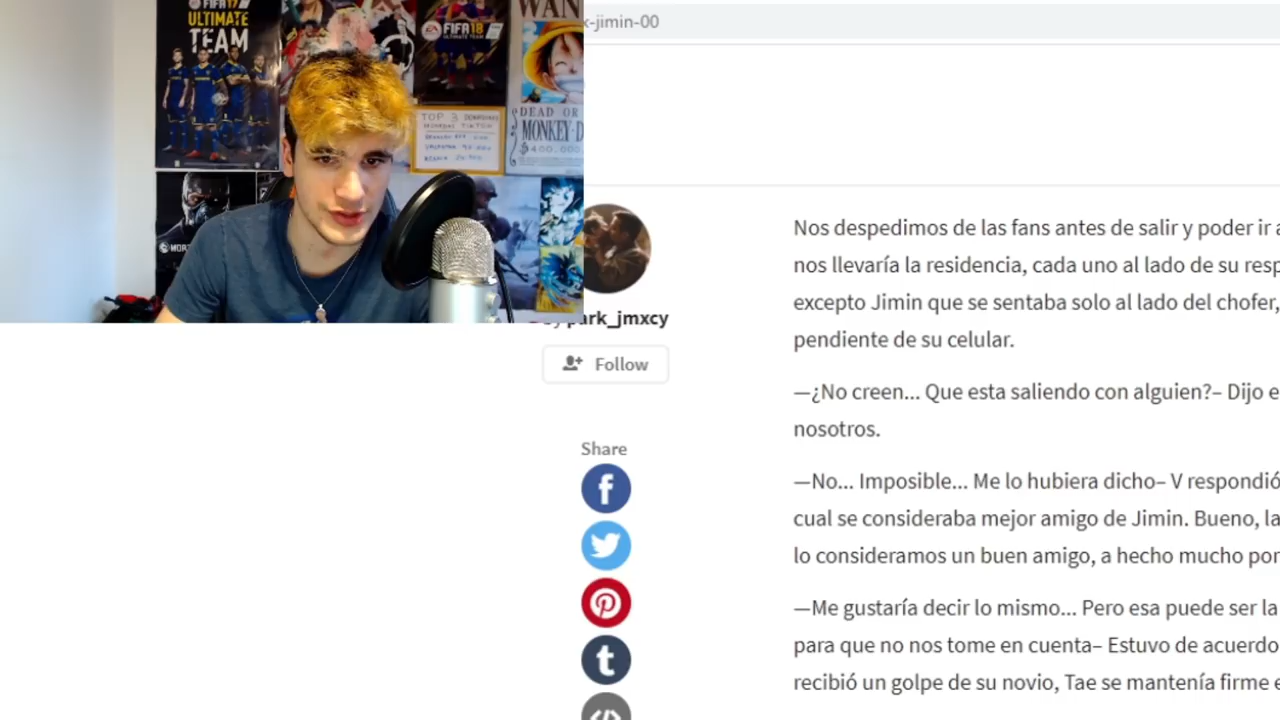 FIFA 17
ULTIMATE
TEAM
FIFA 18
WAN
DEAD OR
MONKEY D
TOP 3
-jimin-00
park_jmxcy
Follow
Share
Nos despedimos de las fans antes de salir y poder ir a
nos llevaría la residencia, cada uno al lado de su resp
excepto Jimin que se sentaba solo al lado del chofer,
pendiente de su celular.
—¿No creen... Que esta saliendo con alguien?– Dijo e
nosotros.
—No... Imposible... Me lo hubiera dicho– V respondió
cual se consideraba mejor amigo de Jimin. Bueno, la
lo consideramos un buen amigo, a hecho mucho por
—Me gustaría decir lo mismo... Pero esa puede ser la
para que no nos tome en cuenta– Estuvo de acuerdo
recibió un golpe de su novio, Tae se mantenía firme e